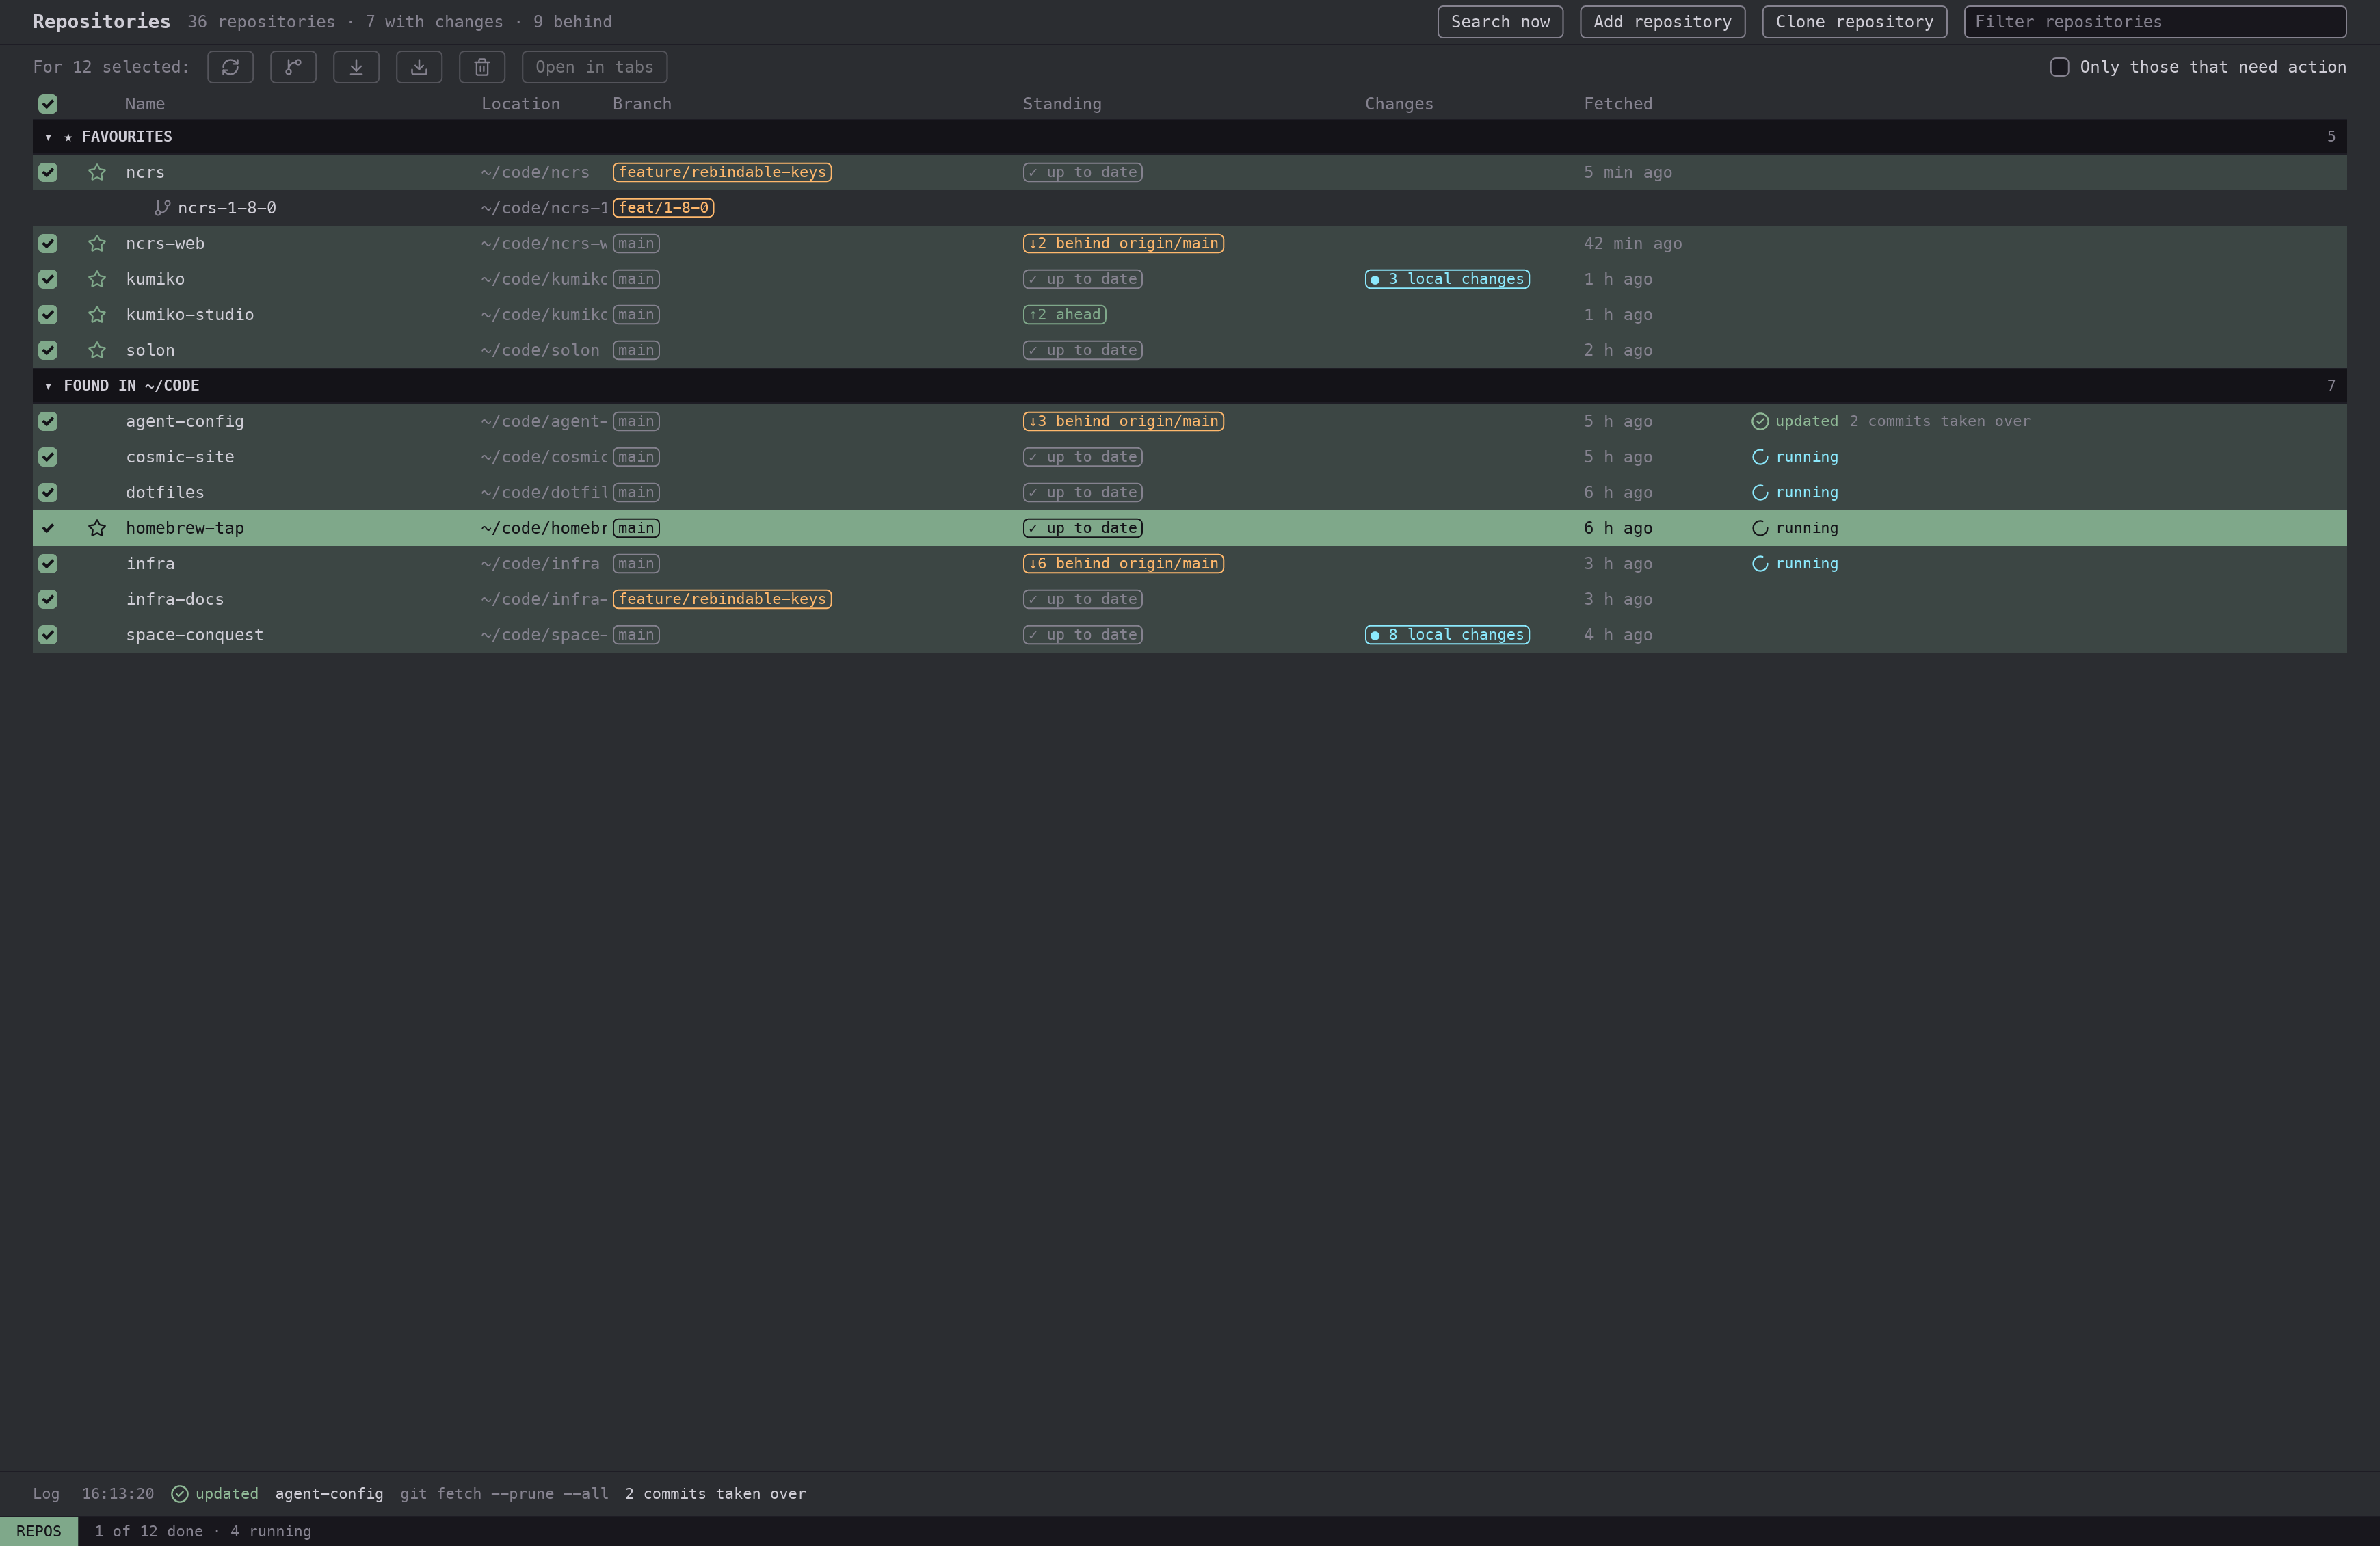 Repositories 36 repositories · 7 with changes · 9 behind Search now Add repository Clone repository Filter repositories
For 12 selected: Open in tabs Only those that need action
Name Location Branch Standing Changes Fetched
▾ ★ FAVOURITES 5
ncrs ~/code/ncrs feature/rebindable-keys ✓ up to date 5 min ago
ncrs-1-8-0 ~/code/ncrs-1 feat/1-8-0
ncrs-web ~/code/ncrs-w main ↓2 behind origin/main 42 min ago
kumiko ~/code/kumiko main ✓ up to date ● 3 local changes 1 h ago
kumiko-studio ~/code/kumiko main ↑2 ahead 1 h ago
solon ~/code/solon main ✓ up to date 2 h ago
▾ FOUND IN ~/CODE 7
agent-config ~/code/agent- main ↓3 behind origin/main 5 h ago updated 2 commits taken over
cosmic-site ~/code/cosmic main ✓ up to date 5 h ago running
dotfiles ~/code/dotfil main ✓ up to date 6 h ago running
homebrew-tap ~/code/homebr main ✓ up to date 6 h ago running
infra ~/code/infra main ↓6 behind origin/main 3 h ago running
infra-docs ~/code/infra- feature/rebindable-keys ✓ up to date 3 h ago
space-conquest ~/code/space- main ✓ up to date ● 8 local changes 4 h ago
Log 16:13:20 updated agent-config git fetch --prune --all 2 commits taken over
REPOS 1 of 12 done · 4 running